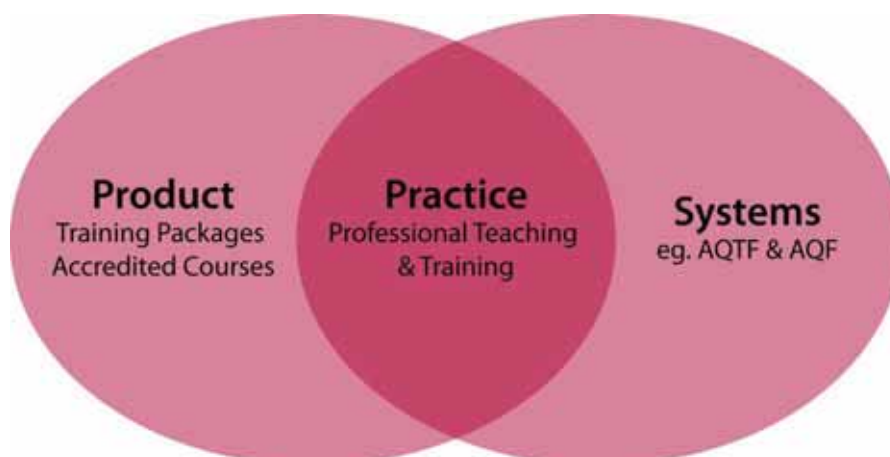 Product
Training Packages
Accredited Courses
Practice
Professional Teaching
& Training
Systems
eg. AQTF & AQF